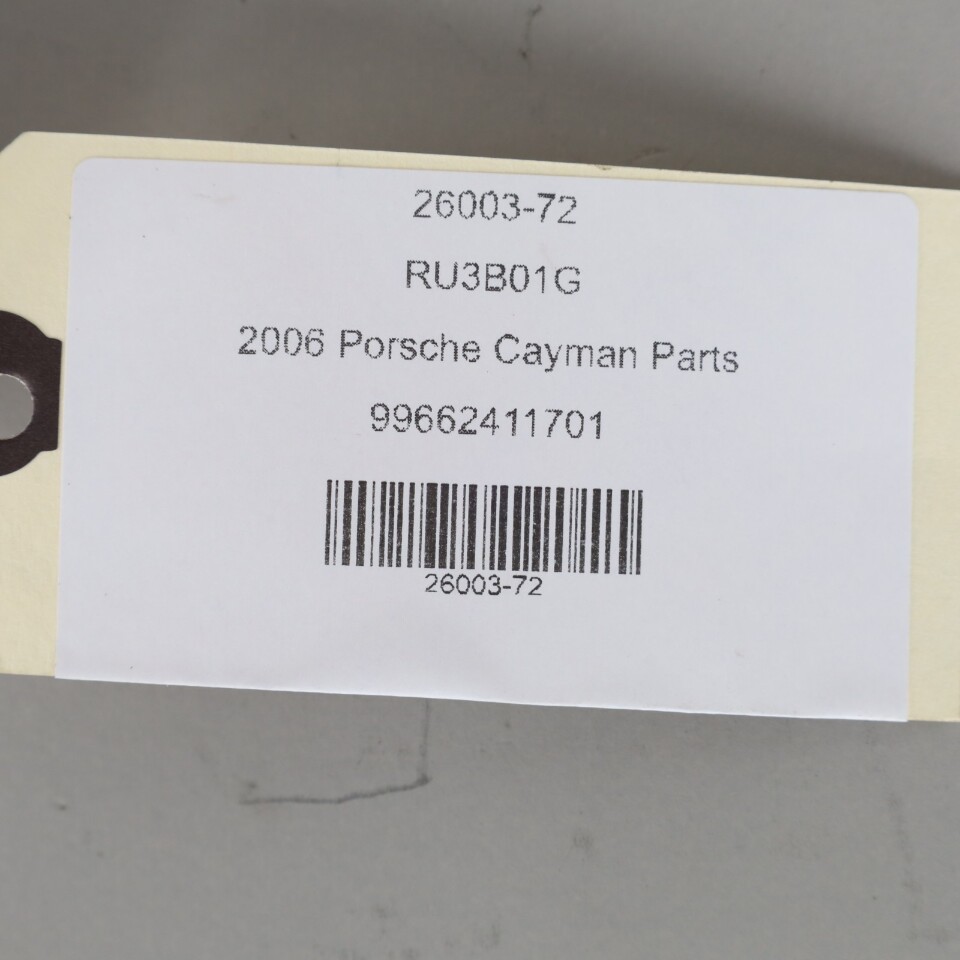 26003-72
RU3B01G
2006 Porsche Cayman Parts
99662411701
26003-72